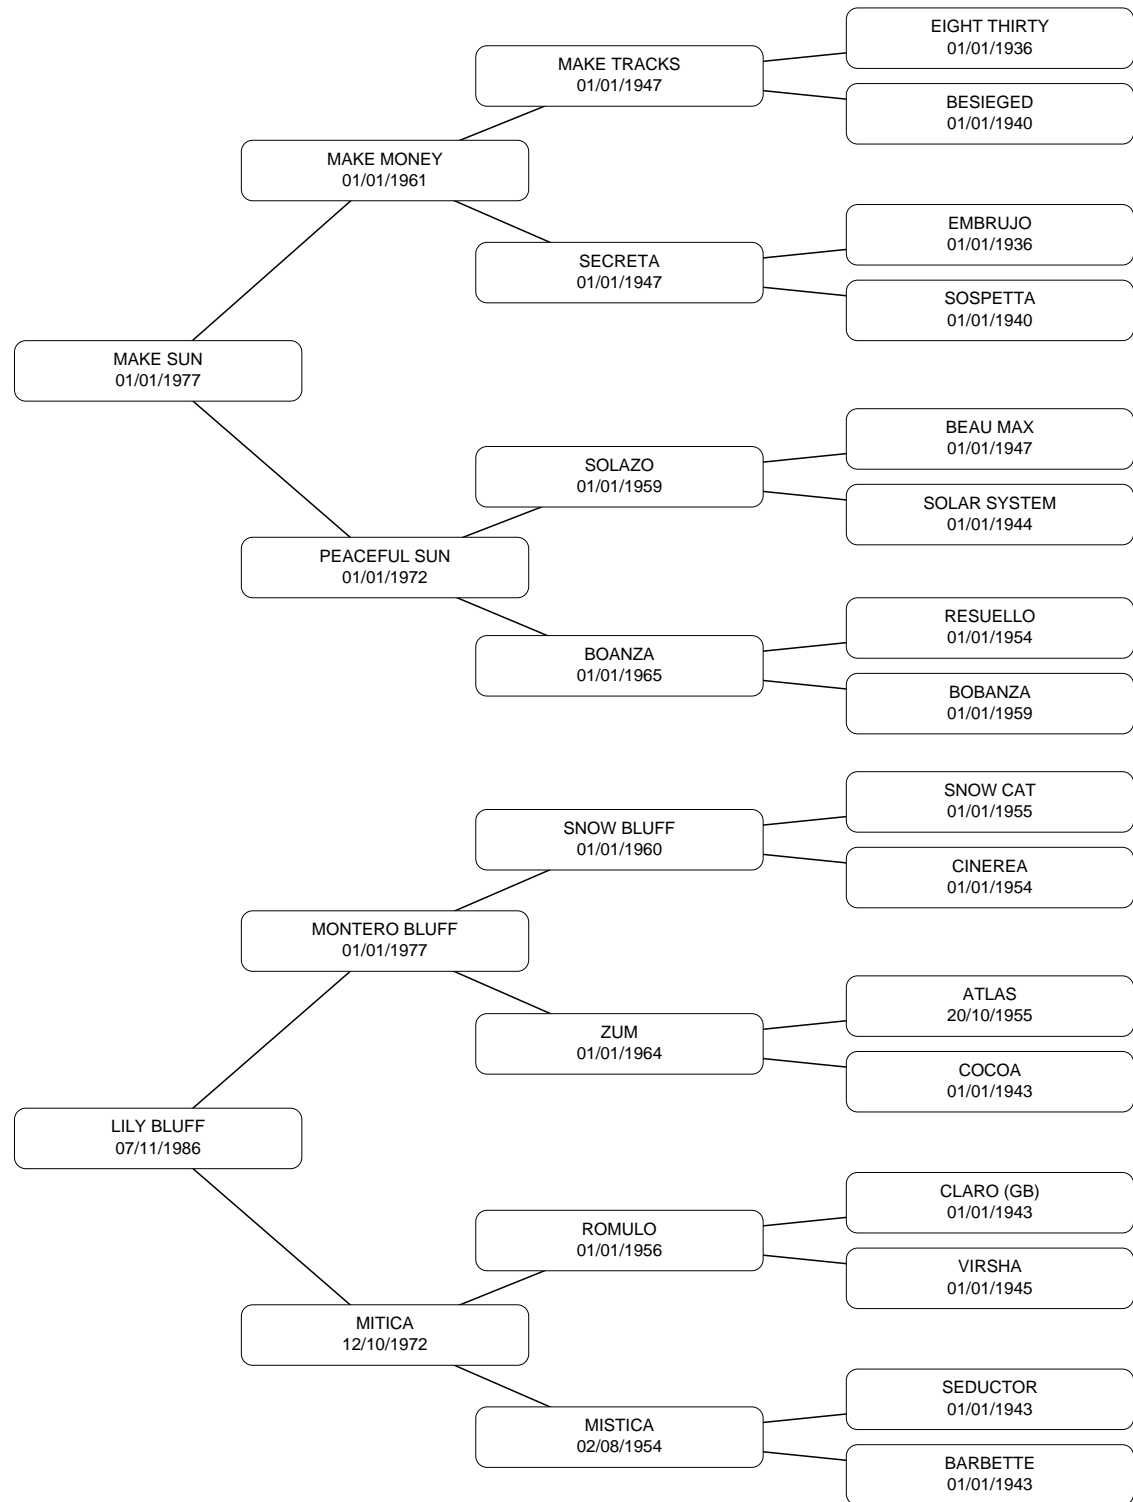 EIGHT THIRTY
01/01/1936
MAKE TRACKS
01/01/1947
BESIEGED
01/01/1940
MAKE MONEY
01/01/1961
EMBRUJO
01/01/1936
SECRETA
01/01/1947
SOSPETTA
01/01/1940
MAKE SUN
01/01/1977
BEAU MAX
01/01/1947
SOLAZO
01/01/1959
SOLAR SYSTEM
01/01/1944
PEACEFUL SUN
01/01/1972
RESUELLO
01/01/1954
BOANZA
01/01/1965
BOBANZA
01/01/1959
SNOW CAT
01/01/1955
SNOW BLUFF
01/01/1960
CINEREA
01/01/1954
MONTERO BLUFF
01/01/1977
ATLAS
20/10/1955
ZUM
01/01/1964
COCOA
01/01/1943
LILY BLUFF
07/11/1986
CLARO (GB)
01/01/1943
ROMULO
01/01/1956
VIRSHA
01/01/1945
MITICA
12/10/1972
SEDUCTOR
01/01/1943
MISTICA
02/08/1954
BARBETTE
01/01/1943